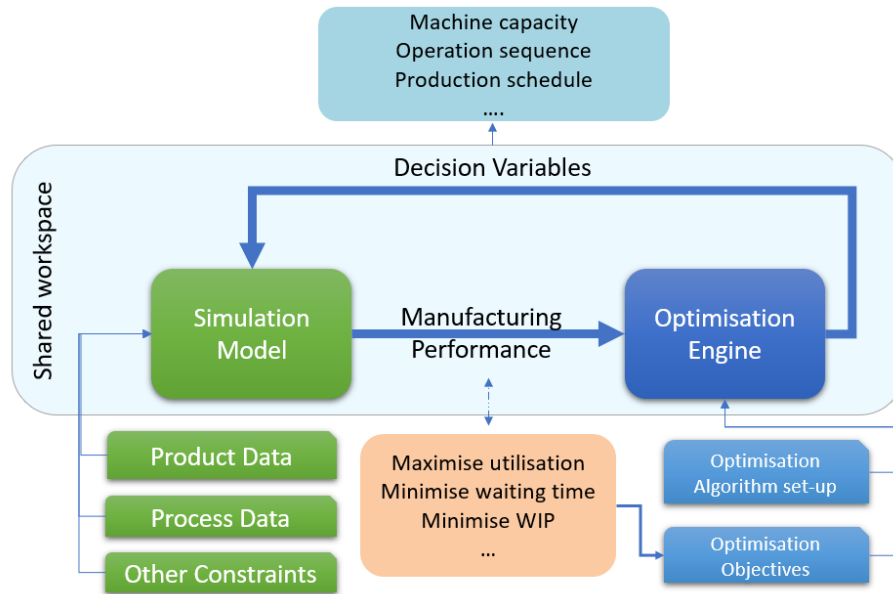 Machine capacity
Operation sequence
Production schedule
....
Decision Variables
Shared workspace
Simulation
Model
Manufacturing
Performance
Optimisation
Engine
Product Data
Process Data
Other Constraints
Maximise utilisation
Minimise waiting time
Minimise WIP
...
Optimisation
Algorithm set-up
Optimisation
Objectives